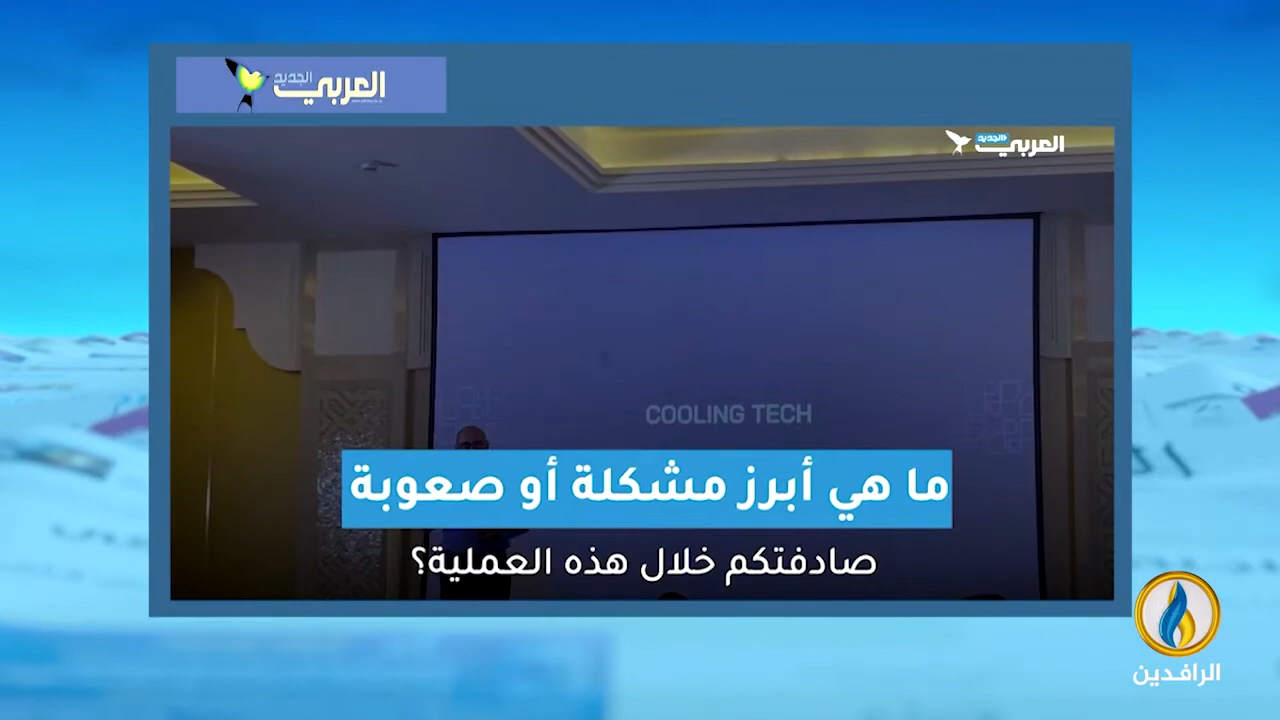 العربي الجديد
العربي الجديد
COOLING TECH
ما هي أبرز مشكلة أو صعوبة
صادفتكم خلال هذه العملية؟
الرافدين